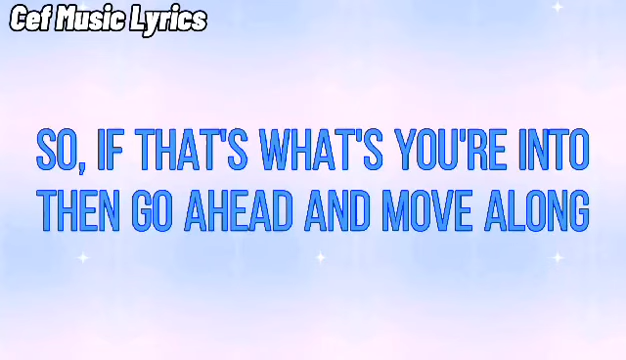 Cef Music Lyrics
SO, IF THAT'S WHAT'S YOU'RE INTO
THEN GO AHEAD AND MOVE ALONG